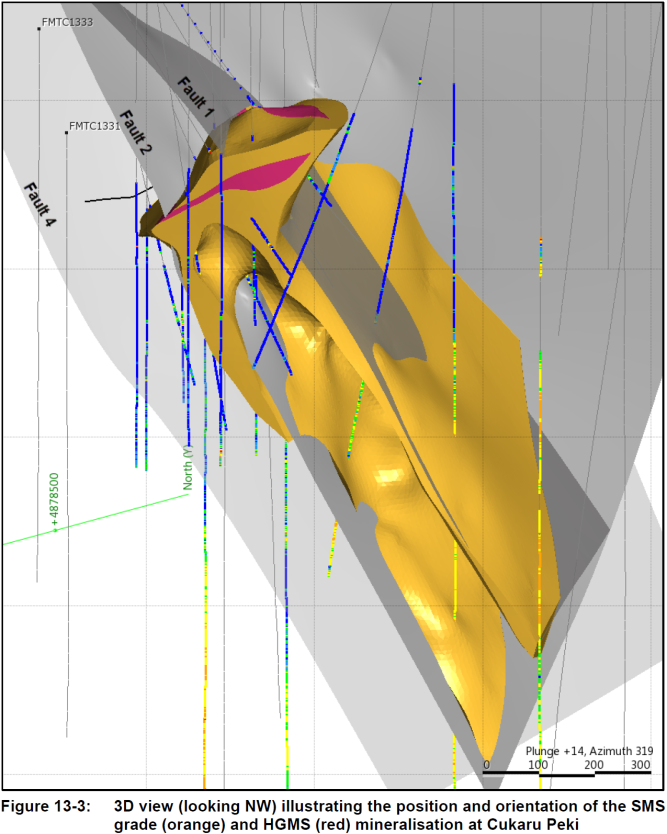 FMTC1333
Fault 1
FMTC1331
Fault 2
Fault 4
North (Y)
+4878500
Plunge +14, Azimuth 319
0 100 200 300
Figure 13-3: 3D view (looking NW) illustrating the position and orientation of the SMS
grade (orange) and HGMS (red) mineralisation at Cukaru Peki